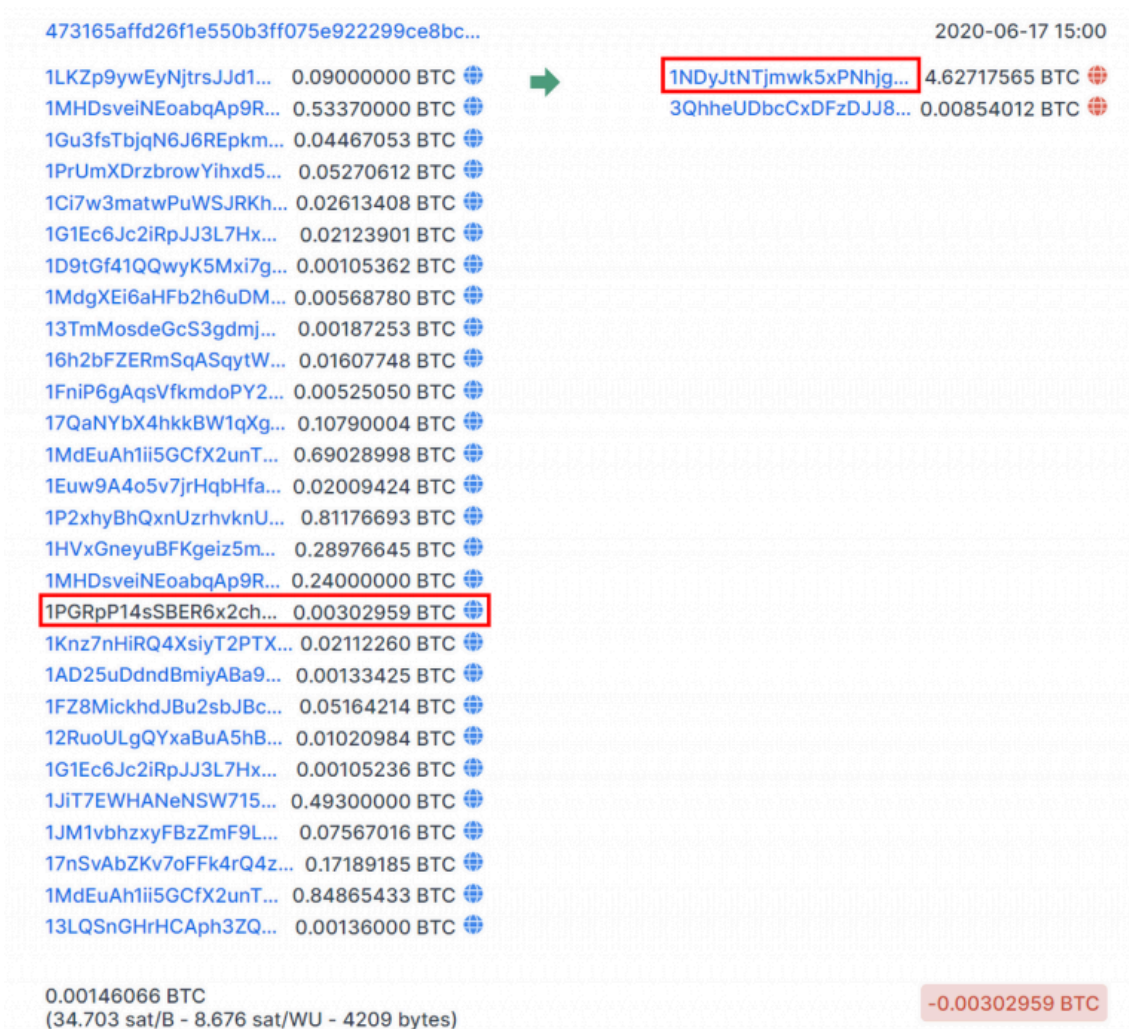 473165affd26f1e550b3ff075e922299ce8bc... 2020-06-17 15:00
1LKZp9ywEyNjtrsJJd1... 0.09000000 BTC 1NDyJtNTjmwk5xPNhjg... 4.62717565 BTC
1MHDsveiNEoabqAp9R... 0.53370000 BTC 3QhheUDbcCxDFzDJJ8... 0.00854012 BTC
1Gu3fsTbjqN6J6REpkm... 0.04467053 BTC
1PrUmXDrzbrowYihxd5... 0.05270612 BTC
1Ci7w3matwPuWSJRKh... 0.02613408 BTC
1G1Ec6Jc2iRpJJ3L7Hx... 0.02123901 BTC
1D9tGf41QQwyK5Mxi7g... 0.00105362 BTC
1MdgXEi6aHFb2h6uDM... 0.00568780 BTC
13TmMosdeGcS3gdmj... 0.00187253 BTC
16h2bFZERmSqASqytW... 0.01607748 BTC
1FniP6gAqsVfkmdoPY2... 0.00525050 BTC
17QaNYbX4hkkBW1qXg... 0.10790004 BTC
1MdEuAh1ii5GCfX2unT... 0.69028998 BTC
1Euw9A4o5v7jrHqbHfa... 0.02009424 BTC
1P2xhyBhQxnUzrhvknU... 0.81176693 BTC
1HVxGneyuBFKgeiz5m... 0.28976645 BTC
1MHDsveiNEoabqAp9R... 0.24000000 BTC
1PGRpP14sSBER6x2ch... 0.00302959 BTC
1Knz7nHiRQ4XsiyT2PTX... 0.02112260 BTC
1AD25uDdndBmiyABa9... 0.00133425 BTC
1FZ8MickhdJBu2sbJBc... 0.05164214 BTC
12RuoULgQYxaBuA5hB... 0.01020984 BTC
1G1Ec6Jc2iRpJJ3L7Hx... 0.00105236 BTC
1JiT7EWHANeNSW715... 0.49300000 BTC
1JM1vbhzxyFBzZmF9L... 0.07567016 BTC
17nSvAbZKv7oFFk4rQ4z... 0.17189185 BTC
1MdEuAh1ii5GCfX2unT... 0.84865433 BTC
13LQSnGHrHCAph3ZQ... 0.00136000 BTC
0.00146066 BTC -0.00302959 BTC
(34.703 sat/B - 8.676 sat/WU - 4209 bytes)